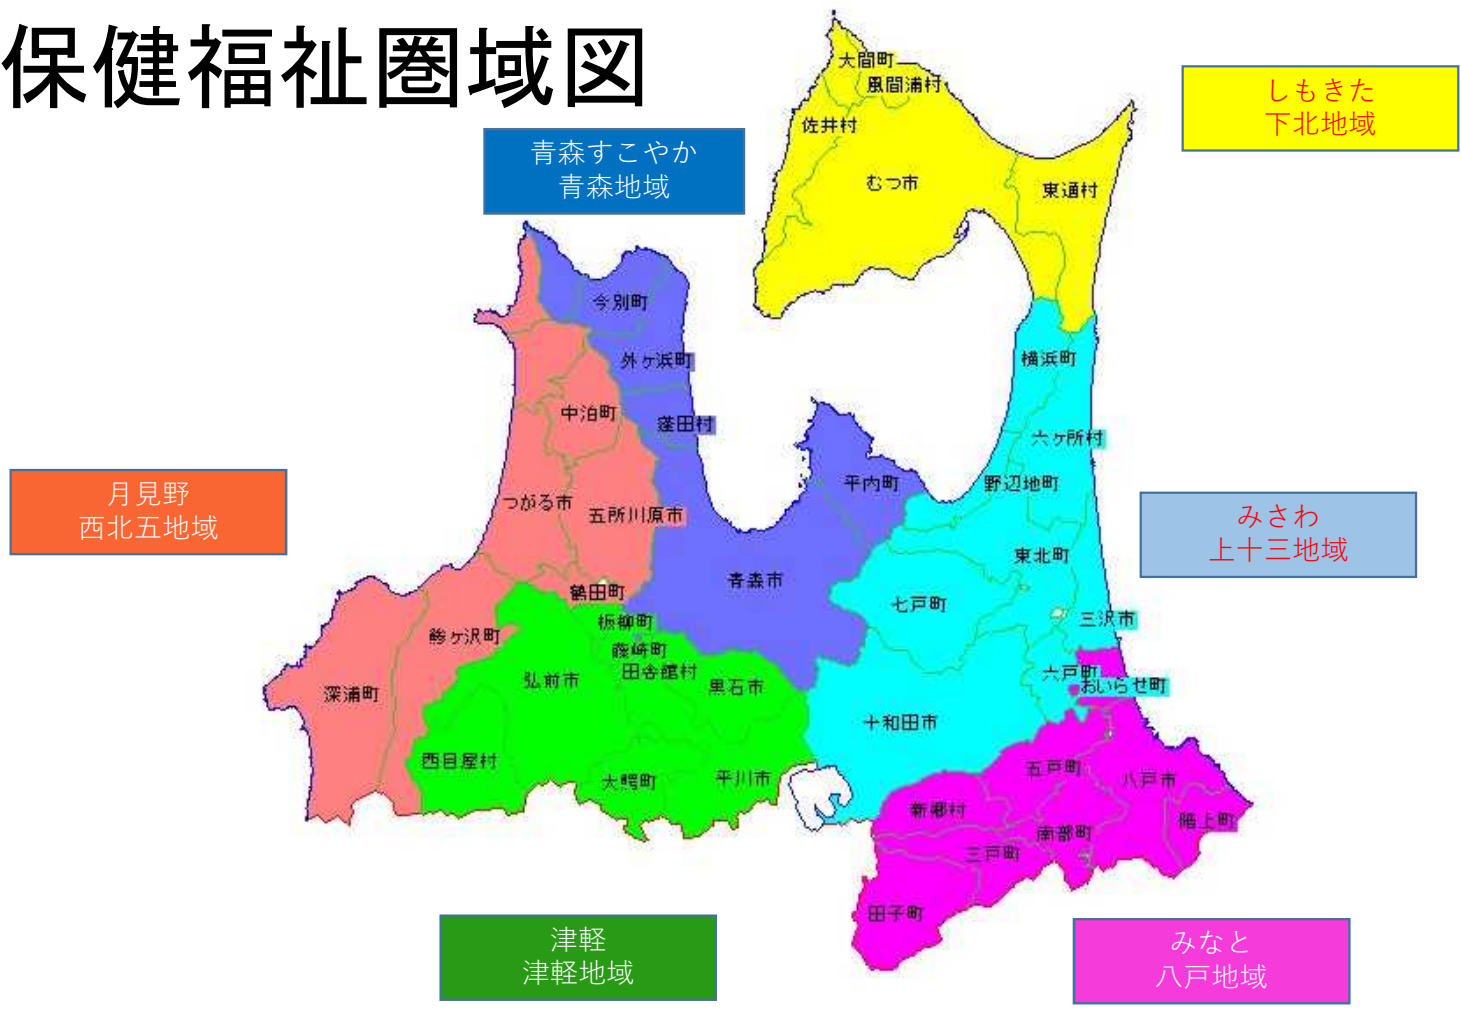 保健福祉圏域図
しもきた
下北地域
青森すこやか
青森地域
月見野
西北五地域
みさわ
上十三地域
津軽
津軽地域
みなと
八戸地域
大間町
風間浦村
佐井村
むつ市
東通村
今別町
外ヶ浜町
蓬田村
中泊町
つがる市
五所川原市
鶴田町
鰺ヶ沢町
深浦町
平内町
青森市
横浜町
六ヶ所村
野辺地町
東北町
七戸町
三沢市
六戸町
おいらせ町
十和田市
板柳町
藤崎町
田舎館村
弘前市
黒石市
西目屋村
大鰐町
平川市
五戸町
八戸市
新郷村
南部町
階上町
三戸町
田子町